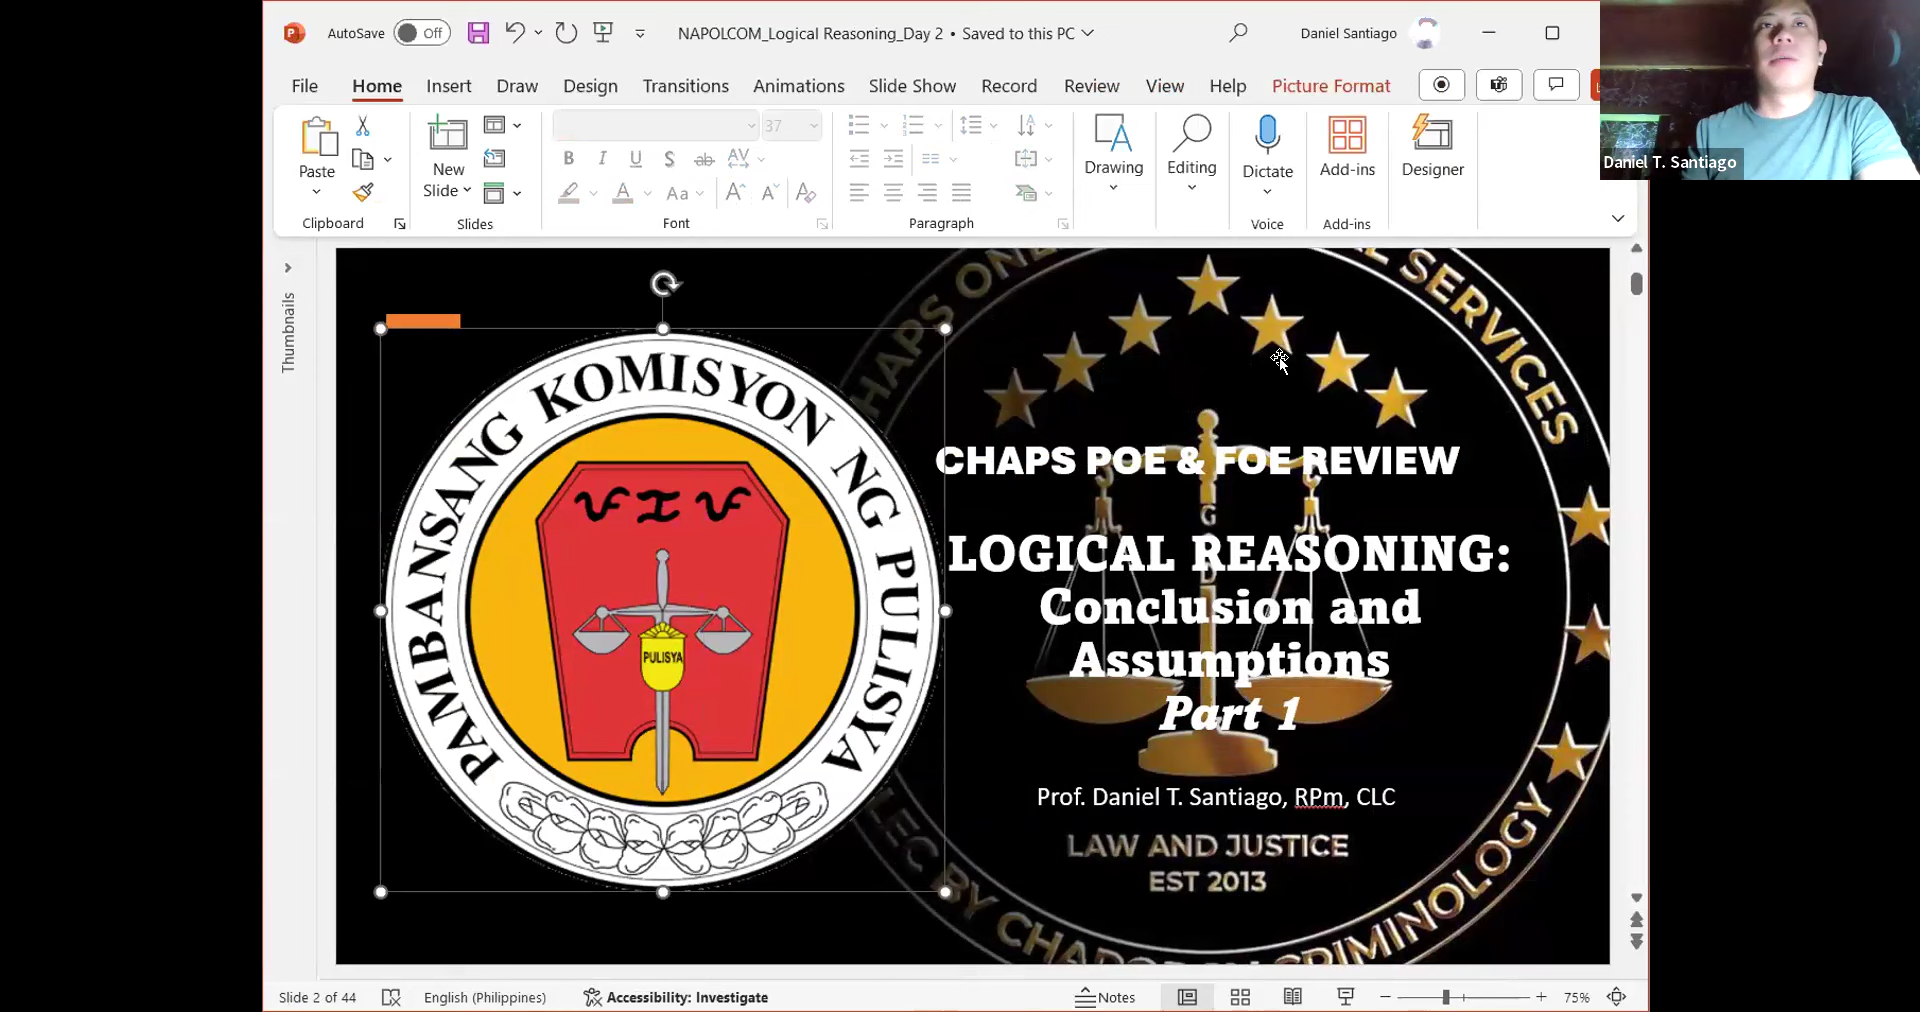 AutoSave Off NAPOLCOM_Logical Reasoning_Day 2 • Saved to this PC Daniel Santiago
File Home Insert Draw Design Transitions Animations Slide Show Record Review View Help Picture Format
Paste New Slide 37 Drawing Editing Dictate Add-ins Designer
Clipboard Slides Font Paragraph Voice Add-ins
Daniel T. Santiago
Thumbnails
PAMBANSANG KOMISYON NG PULISYA
ᜀ ᜁ ᜀ
PULISYA
SERVICES
CHAPS POE & FOE REVIEW
LOGICAL REASONING:
Conclusion and
Assumptions
Part 1
Prof. Daniel T. Santiago, RPm, CLC
LAW AND JUSTICE
EST 2013
Slide 2 of 44 English (Philippines) Accessibility: Investigate Notes 75%